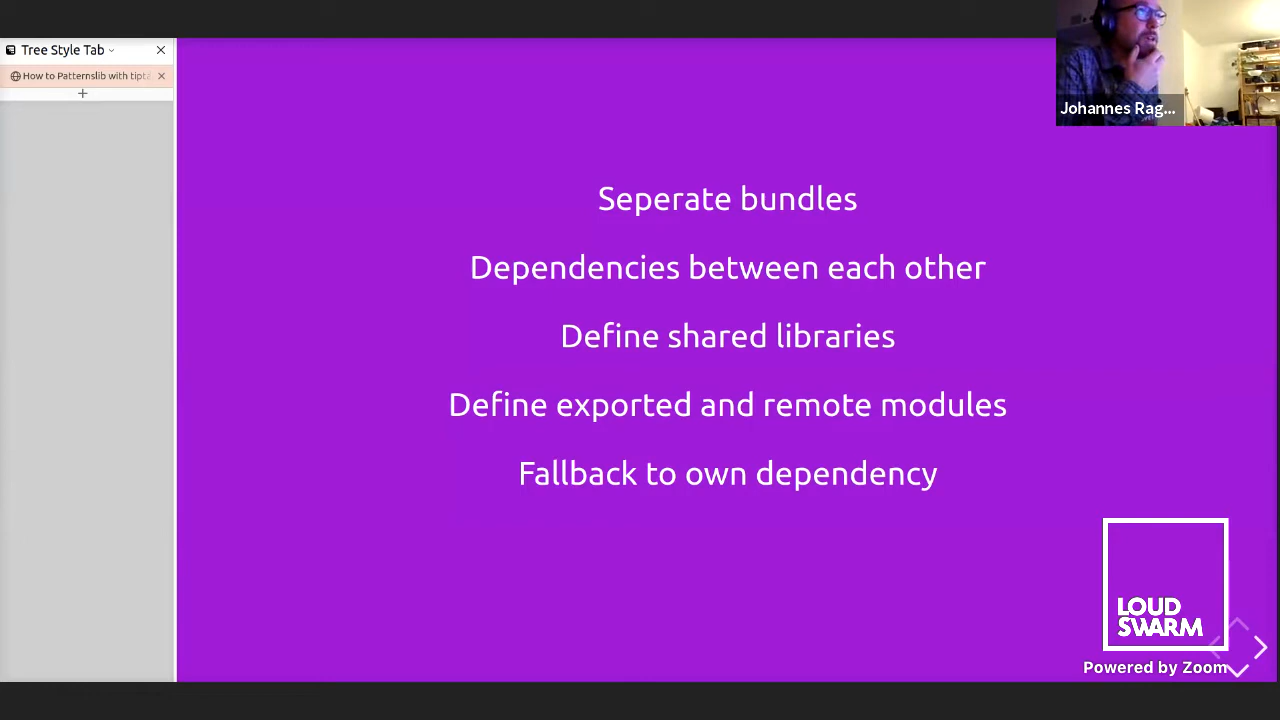 Tree Style Tab
How to Patternslib with tipta
Johannes Rag...
Seperate bundles
Dependencies between each other
Define shared libraries
Define exported and remote modules
Fallback to own dependency
LOUD
SWARM
Powered by Zoom